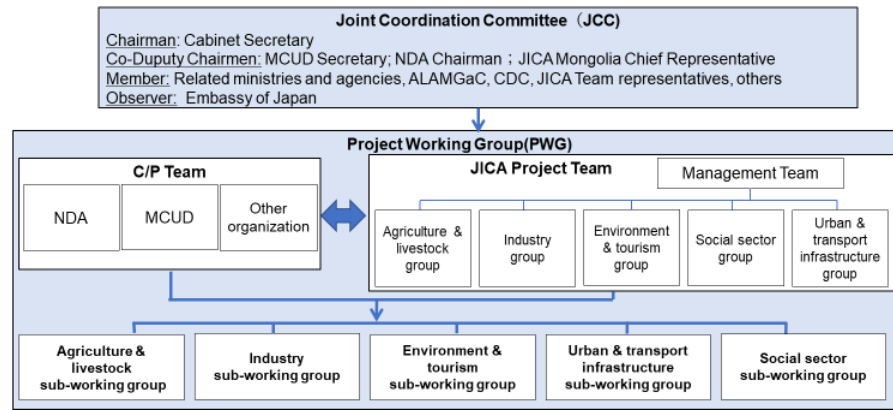 Joint Coordination Committee（JCC）
Chairman: Cabinet Secretary
Co-Duputy Chairmen: MCUD Secretary; NDA Chairman； JICA Mongolia Chief Representative
Member: Related ministries and agencies, ALAMGaC, CDC, JICA Team representatives, others
Observer: Embassy of Japan
Project Working Group(PWG)
C/P Team
NDA
MCUD
Other
organization
JICA Project Team
Management Team
Agriculture &
livestock
group
Industry
group
Environment
& tourism
group
Social sector
group
Urban &
transport
infrastructure
group
Agriculture &
livestock
sub-working group
Industry
sub-working group
Environment &
tourism
sub-working group
Urban & transport
infrastructure
sub-working group
Social sector
sub-working group